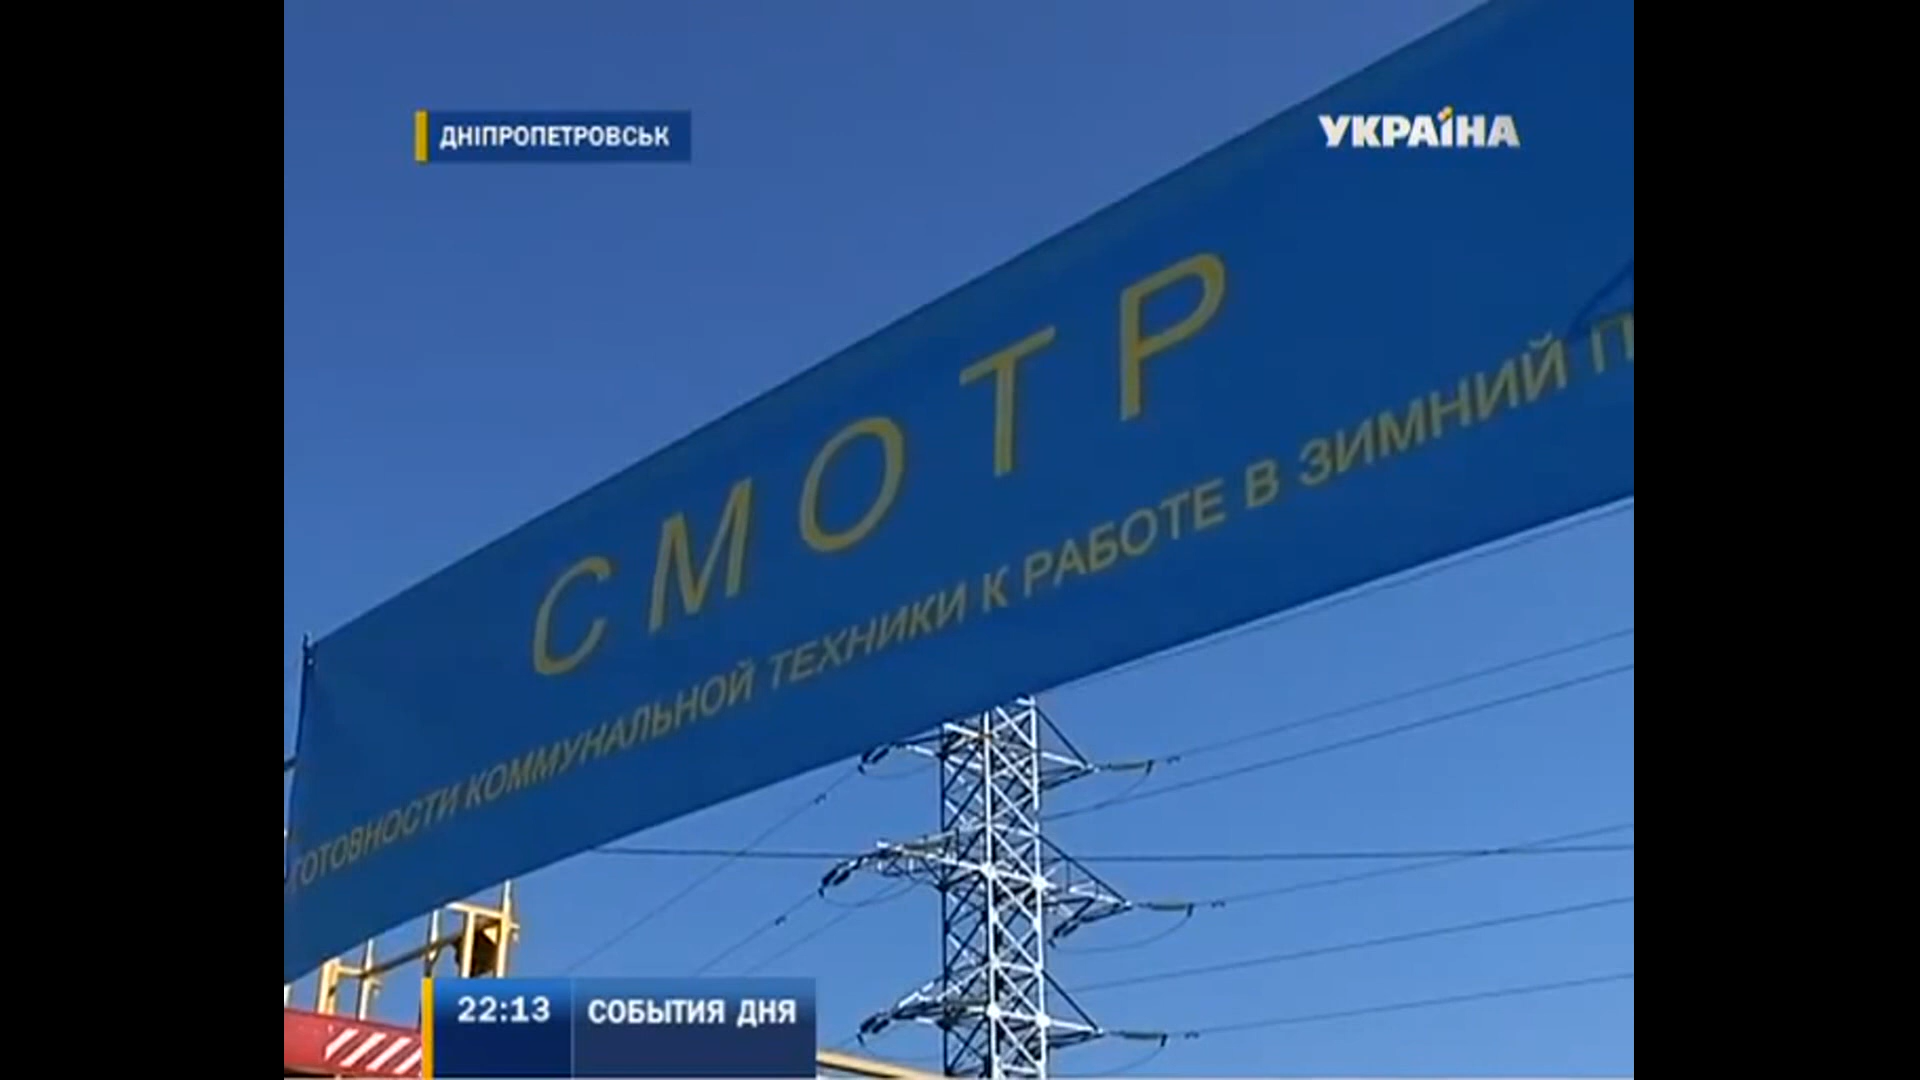 ДНІПРОПЕТРОВСЬК
УКРАЇНА
СМОТР
ГОТОВНОСТИ КОММУНАЛЬНОЙ ТЕХНИКИ К РАБОТЕ В ЗИМНИЙ
22:13
СОБЫТИЯ ДНЯ